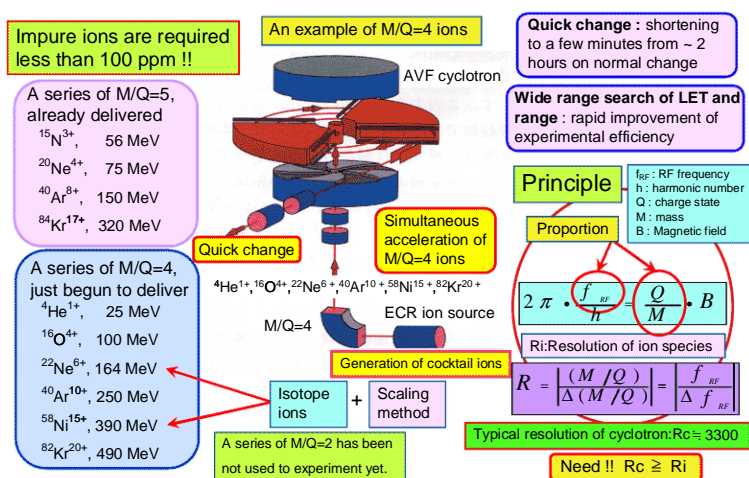 Impure ions are required
less than 100 ppm !!
A series of M/Q=5,
already delivered
¹⁵N³⁺, 56 MeV
²⁰Ne⁴⁺, 75 MeV
⁴⁰Ar⁸⁺, 150 MeV
⁸⁴Kr¹⁷⁺, 320 MeV
A series of M/Q=4,
just begun to deliver
⁴He¹⁺, 25 MeV
¹⁶O⁴⁺, 100 MeV
²²Ne⁶⁺, 164 MeV
⁴⁰Ar¹⁰⁺, 250 MeV
⁵⁸Ni¹⁵⁺, 390 MeV
⁸²Kr²⁰⁺, 490 MeV
An example of M/Q=4 ions
AVF cyclotron
Quick change
Simultaneous
acceleration of
M/Q=4 ions
⁴He¹⁺,¹⁶O⁴⁺,²²Ne⁶⁺,⁴⁰Ar¹⁰⁺,⁵⁸Ni¹⁵⁺,⁸²Kr²⁰⁺
M/Q=4
ECR ion source
Generation of cocktail ions
Isotope
ions
+
Scaling
method
A series of M/Q=2 has been
not used to experiment yet.
Quick change : shortening
to a few minutes from ~ 2
hours on normal change
Wide range search of LET and
range : rapid improvement of
experimental efficiency
Principle
f_RF : RF frequency
h : harmonic number
Q : charge state
M : mass
B : Magnetic field
Proportion
2 π • f_RF / h = Q / M • B
Ri:Resolution of ion species
R = | (M /Q) / Δ (M /Q) | = | f_RF / Δ f_RF |
Typical resolution of cyclotron:Rc≒3300
Need !! Rc ≧ Ri